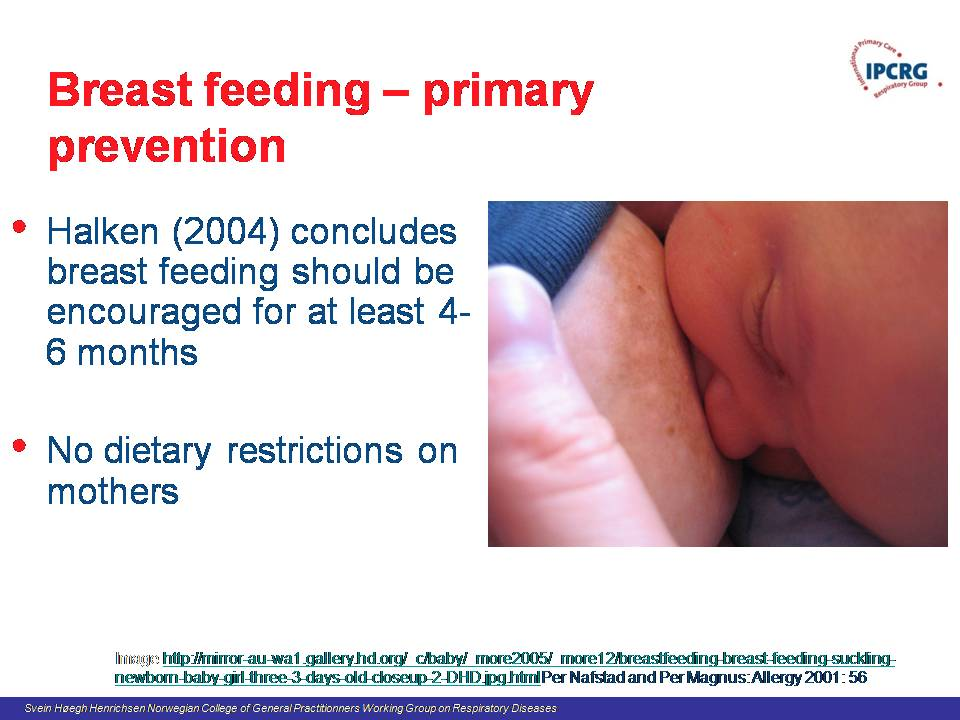 Breast feeding – primary
prevention
International Primary Care
IPCRG
Respiratory Group
• Halken (2004) concludes
breast feeding should be
encouraged for at least 4-
6 months
• No dietary restrictions on
mothers
Image http://mirror-au-wa1.gallery.hd.org/_c/baby/_more2005/_more12/breastfeeding-breast-feeding-suckling-
newborn-baby-girl-three-3-days-old-closeup-2-DHD.jpg.html Per Nafstad and Per Magnus: Allergy 2001: 56
Svein Høegh Henrichsen Norwegian College of General Practitionners Working Group on Respiratory Diseases